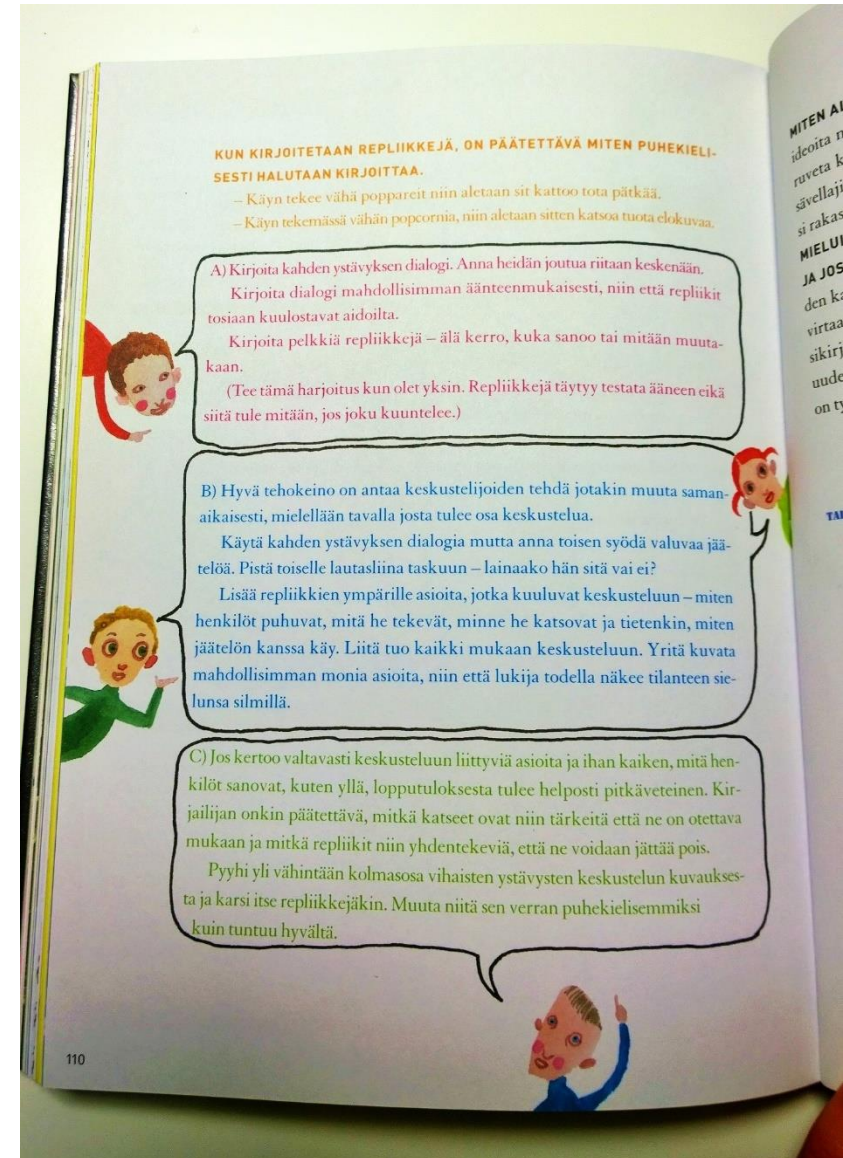 KUN KIRJOITETAAN REPLIIKKEJÄ, ON PÄÄTETTÄVÄ MITEN PUHEKIELI-
SESTI HALUTAAN KIRJOITTAA.
– Käyn tekee vähä poppareit niin aletaan sit kattoo tota pätkää.
– Käyn tekemässä vähän popcornia, niin aletaan sitten katsoa tuota elokuvaa.
A) Kirjoita kahden ystävyksen dialogi. Anna heidän joutua riitaan keskenään.
Kirjoita dialogi mahdollisimman äänteenmukaisesti, niin että repliikit
tosiaan kuulostavat aidoilta.
Kirjoita pelkkiä repliikkejä – älä kerro, kuka sanoo tai mitään muuta-
kaan.
(Tee tämä harjoitus kun olet yksin. Repliikkejä täytyy testata ääneen eikä
siitä tule mitään, jos joku kuuntelee.)
B) Hyvä tehokeino on antaa keskustelijoiden tehdä jotakin muuta saman-
aikaisesti, mielellään tavalla josta tulee osa keskustelua.
Käytä kahden ystävyksen dialogia mutta anna toisen syödä valuvaa jää-
telöä. Pistä toiselle lautasliina taskuun – lainaako hän sitä vai ei?
Lisää repliikkien ympärille asioita, jotka kuuluvat keskusteluun – miten
henkilöt puhuvat, mitä he tekevät, minne he katsovat ja tietenkin, miten
jäätelön kanssa käy. Liitä tuo kaikki mukaan keskusteluun. Yritä kuvata
mahdollisimman monia asioita, niin että lukija todella näkee tilanteen sie-
lunsa silmillä.
C) Jos kertoo valtavasti keskusteluun liittyviä asioita ja ihan kaiken, mitä hen-
kilöt sanovat, kuten yllä, lopputuloksesta tulee helposti pitkäveteinen. Kir-
jailijan onkin päätettävä, mitkä katseet ovat niin tärkeitä että ne on otettava
mukaan ja mitkä repliikit niin yhdentekeviä, että ne voidaan jättää pois.
Pyyhi yli vähintään kolmasosa vihaisten ystävysten keskustelun kuvaukses-
ta ja karsi itse repliikkejäkin. Muuta niitä sen verran puhekielisemmiksi
kuin tuntuu hyvältä.
110
MITEN
ideoita
ruveta
sävellaji
si rakas
JA JOS
den
virtaa
on